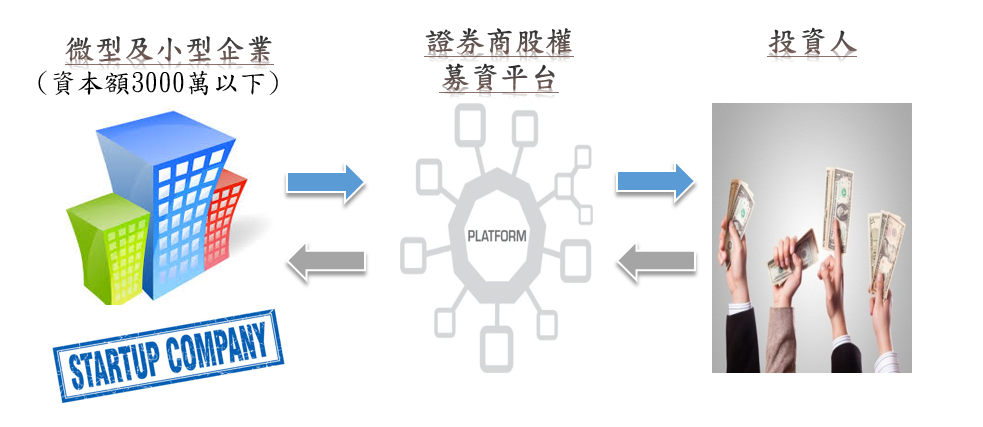 微型及小型企業
（資本額3000萬以下）
證券商股權
募資平台
投資人
PLATFORM
STARTUP COMPANY